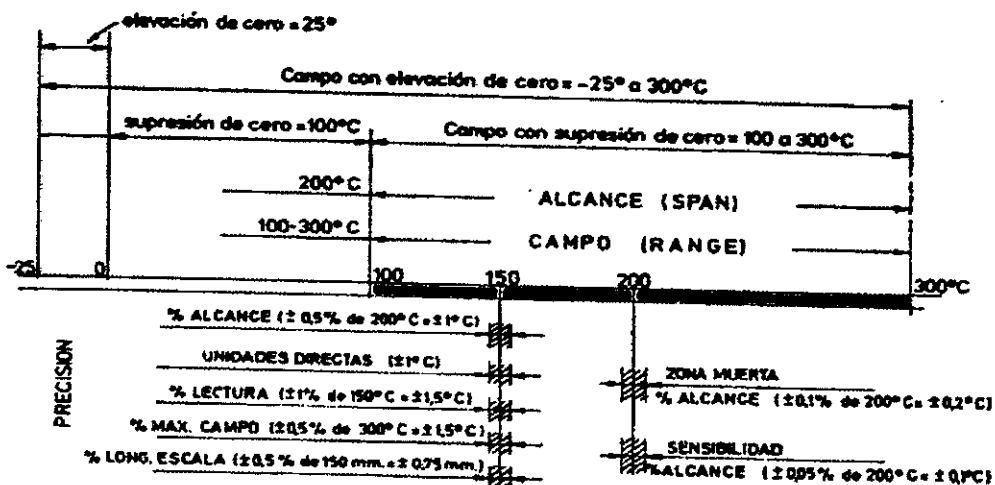 elevación de cero = 25°
Campo con elevación de cero = -25° a 300°C
supresión de cero = 100°C
Campo con supresión de cero = 100 a 300°C
200°C
ALCANCE (SPAN)
100-300°C
CAMPO (RANGE)
-25 0 100 150 200 300°C
PRECISION
% ALCANCE (± 0,5% de 200°C = ±1°C)
UNIDADES DIRECTAS (±1°C)
% LECTURA (±1% de 150°C = ±1,5°C)
% MAX. CAMPO (±0,5% de 300°C = ±1,5°C)
% LONG. ESCALA (±0,5% de 150 mm. = ± 0,75 mm.)
ZONA MUERTA
% ALCANCE (±0,1% de 200°C = ±0,2°C)
SENSIBILIDAD
% ALCANCE (±0,05% de 200°C = ±0,1°C)